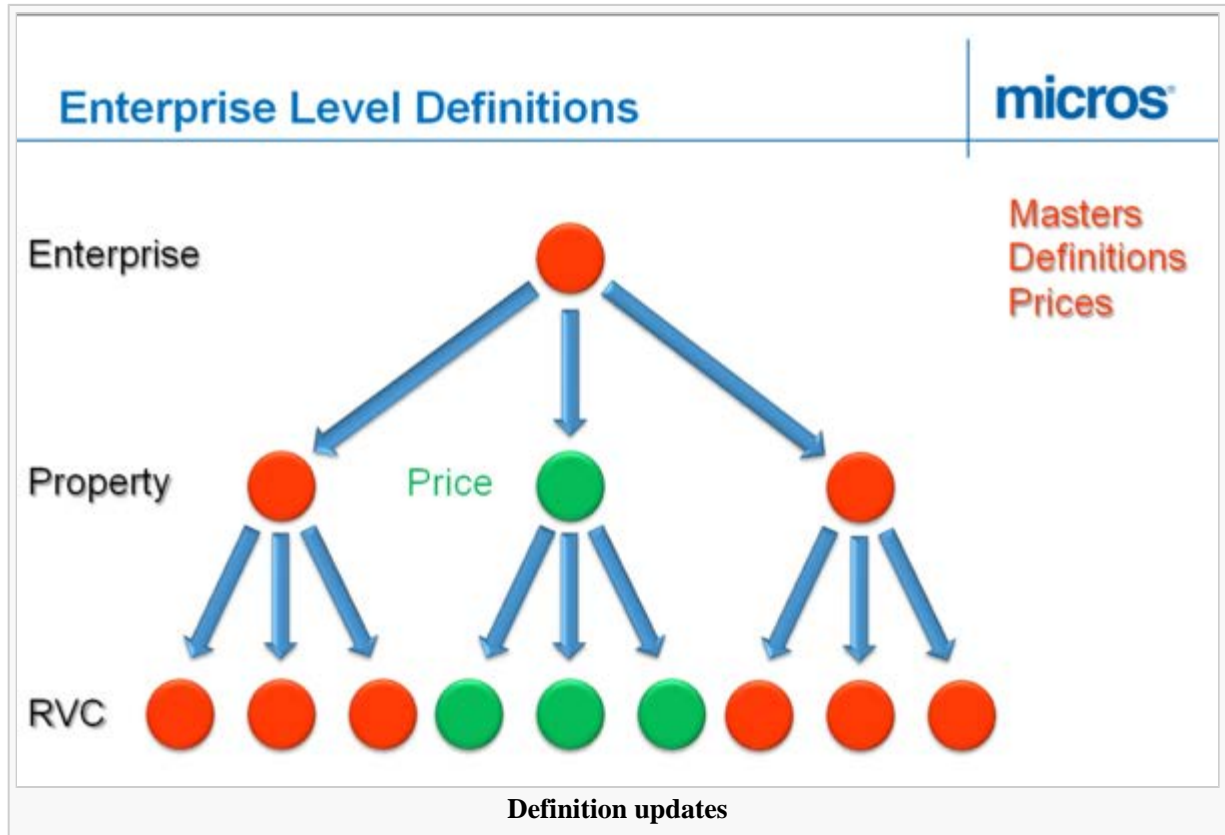 Enterprise Level Definitions
micros®
Masters
Definitions
Prices
Enterprise
Property
Price
RVC
Definition updates